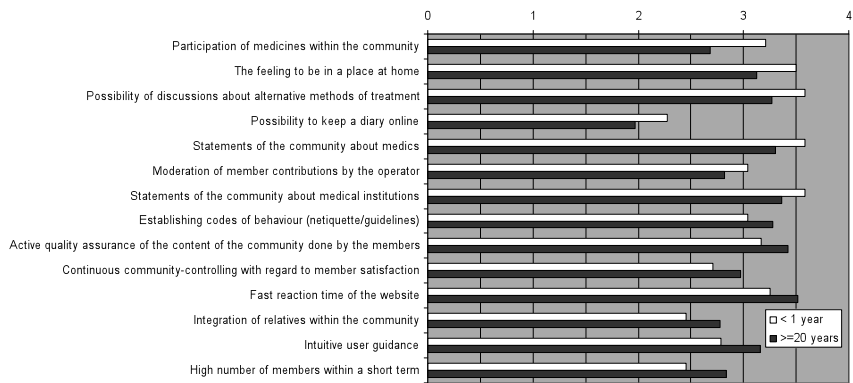 0 1 2 3 4
Participation of medicines within the community
The feeling to be in a place at home
Possibility of discussions about alternative methods of treatment
Possibility to keep a diary online
Statements of the community about medics
Moderation of member contributions by the operator
Statements of the community about medical institutions
Establishing codes of behaviour (netiquette/guidelines)
Active quality assurance of the content of the community done by the members
Continuous community-controlling with regard to member satisfaction
Fast reaction time of the website
Integration of relatives within the community
Intuitive user guidance
High number of members within a short term
< 1 year
>=20 years